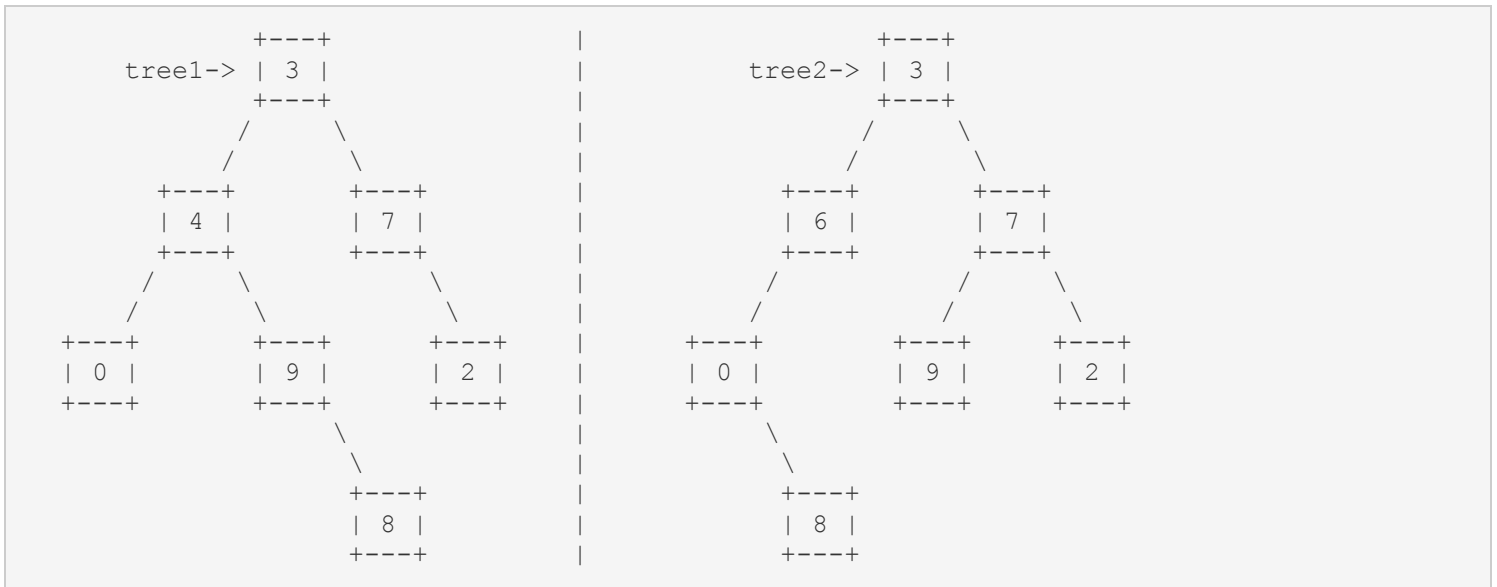 +---+                |                  +---+
   tree1->  | 3 |                |         tree2->  | 3 |
            +---+                |                  +---+
           /     \               |                 /     \
          /       \              |                /       \
      +---+       +---+          |            +---+       +---+
      | 4 |       | 7 |          |            | 6 |       | 7 |
      +---+       +---+          |            +---+       +---+
     /     \           \         |           /           /     \
    /       \           \        |          /           /       \
+---+       +---+      +---+     |      +---+        +---+     +---+
| 0 |       | 9 |      | 2 |     |      | 0 |        | 9 |     | 2 |
+---+       +---+      +---+     |      +---+        +---+     +---+
                 \               |           \
                  \              |            \
                  +---+          |            +---+
                  | 8 |          |            | 8 |
                  +---+          |            +---+